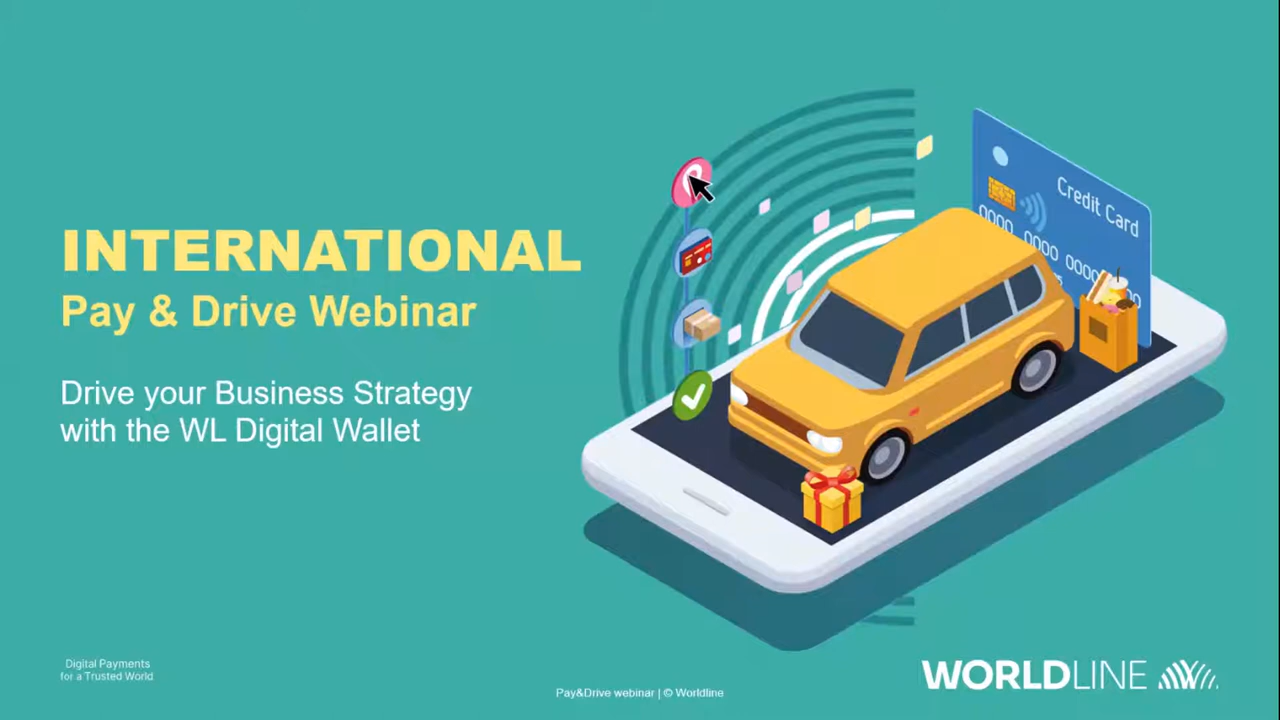 INTERNATIONAL
Pay & Drive Webinar
Drive your Business Strategy
with the WL Digital Wallet
Credit Card
0000 0000 0000
Digital Payments
for a Trusted World
Pay&Drive webinar | © Worldline
WORLDLINE